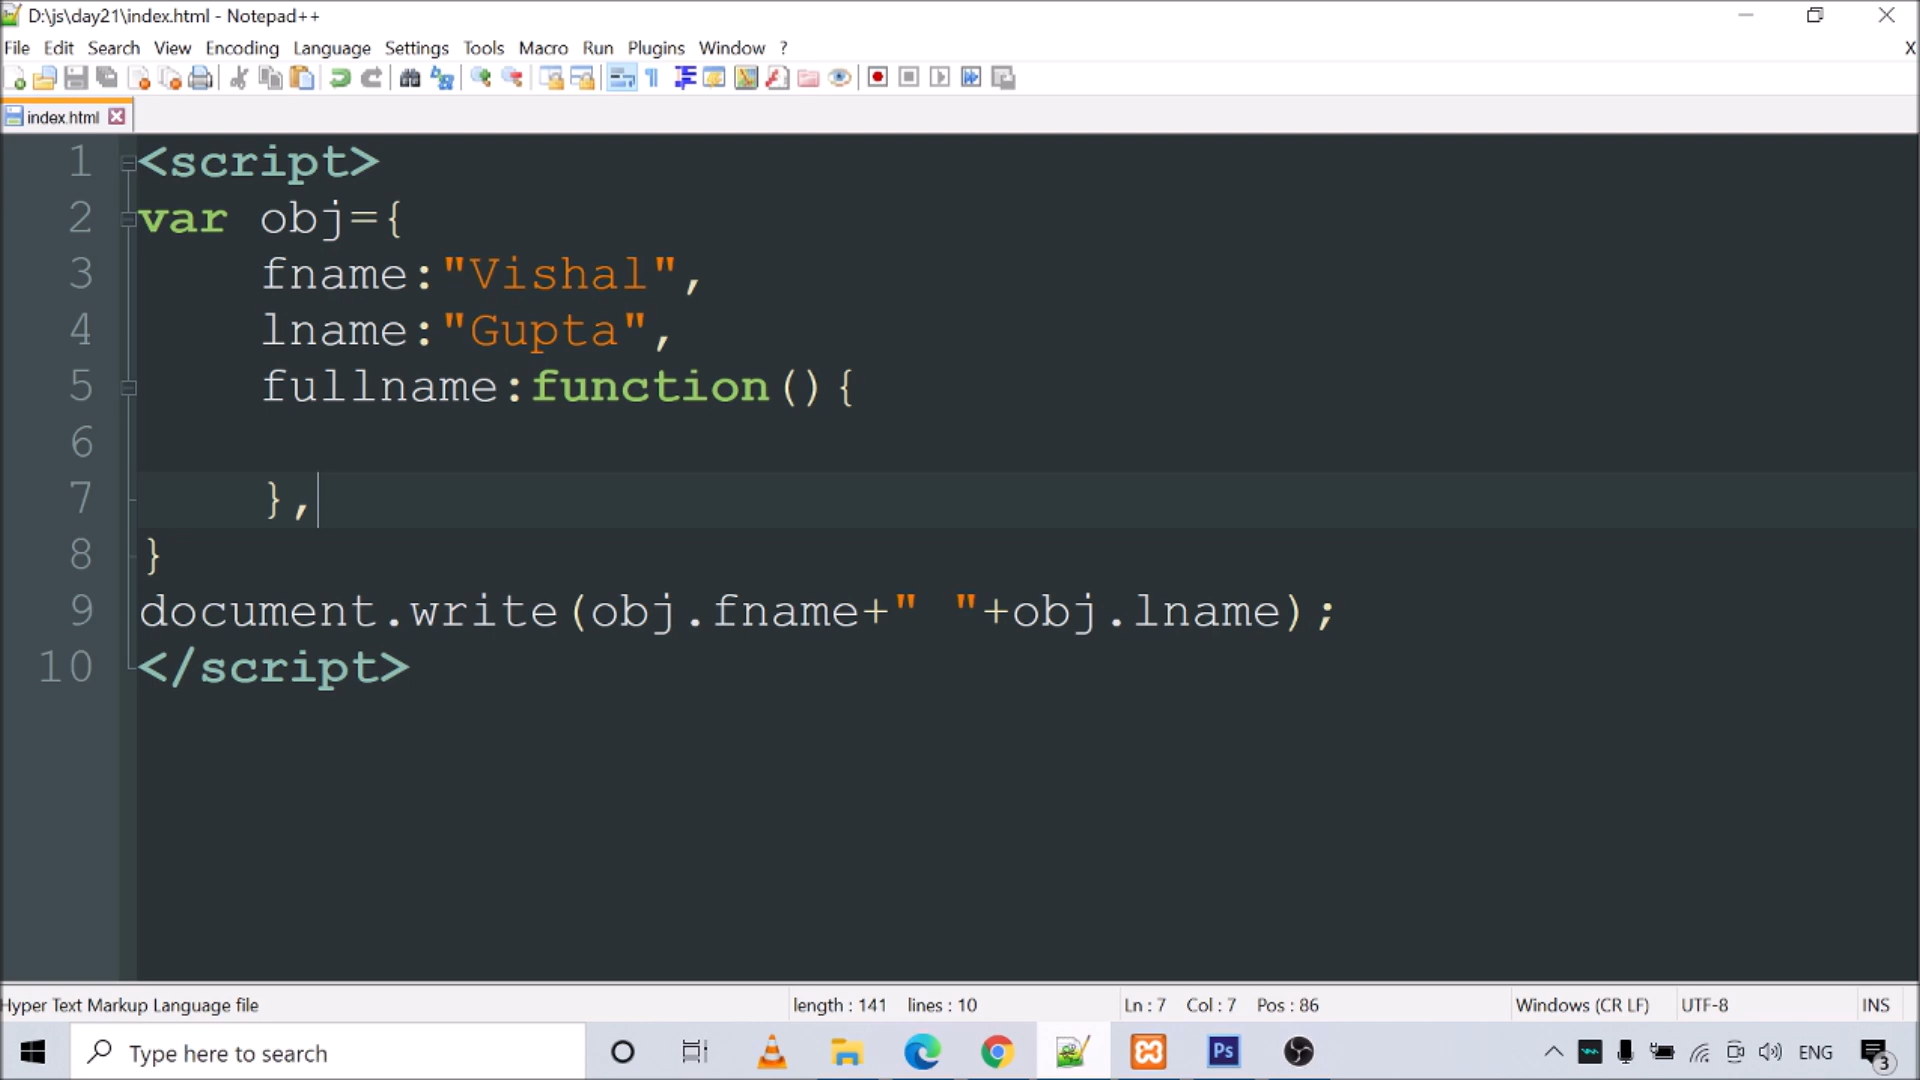 D:\js\day21\index.html - Notepad++
File Edit Search View Encoding Language Settings Tools Macro Run Plugins Window ? X
index.html
1 <script>
2 var obj={
3 fname:"Vishal",
4 lname:"Gupta",
5 fullname:function(){
6
7 },
8 }
9 document.write(obj.fname+" "+obj.lname);
10 </script>
Hyper Text Markup Language file length : 141 lines : 10 Ln : 7 Col : 7 Pos : 86 Windows (CR LF) UTF-8 INS
Type here to search Ps ENG 3